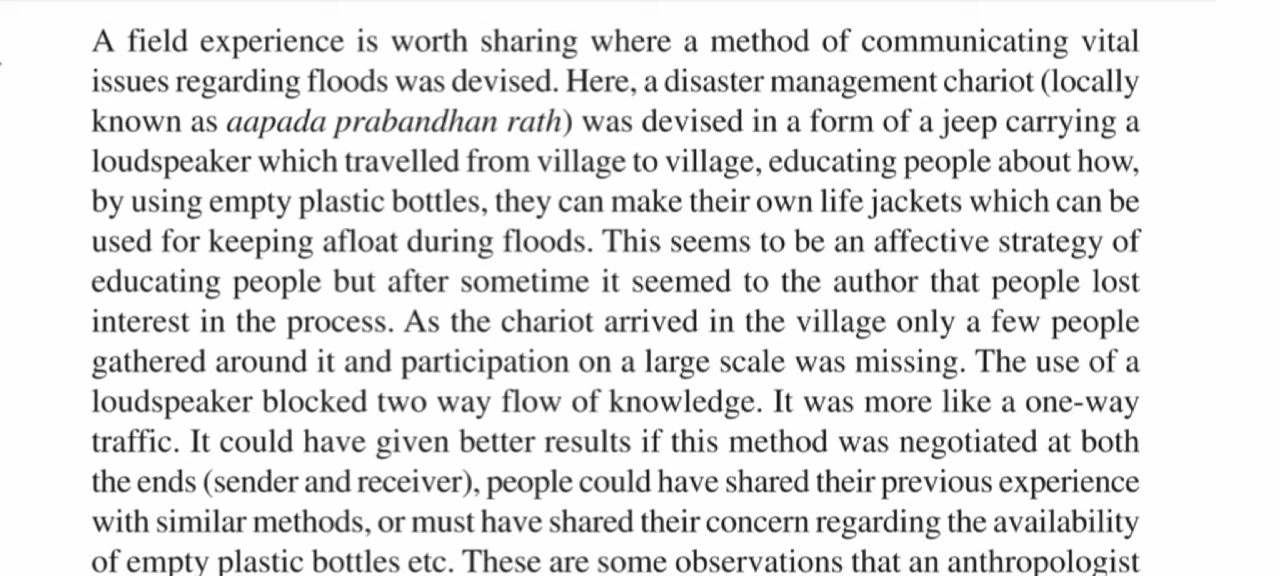 A field experience is worth sharing where a method of communicating vital
issues regarding floods was devised. Here, a disaster management chariot (locally
known as aapada prabandhan rath) was devised in a form of a jeep carrying a
loudspeaker which travelled from village to village, educating people about how,
by using empty plastic bottles, they can make their own life jackets which can be
used for keeping afloat during floods. This seems to be an affective strategy of
educating people but after sometime it seemed to the author that people lost
interest in the process. As the chariot arrived in the village only a few people
gathered around it and participation on a large scale was missing. The use of a
loudspeaker blocked two way flow of knowledge. It was more like a one-way
traffic. It could have given better results if this method was negotiated at both
the ends (sender and receiver), people could have shared their previous experience
with similar methods, or must have shared their concern regarding the availability
of empty plastic bottles etc. These are some observations that an anthropologist